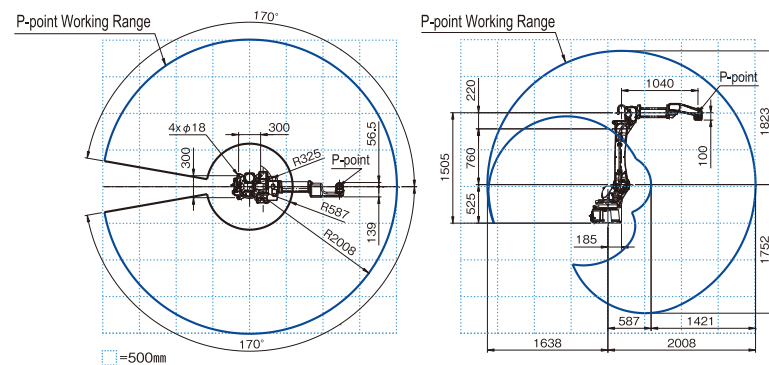 P-point Working Range
170°
4xφ18
300
300
R325
56.5
P-point
R587
R2008
139
170°
=500mm
P-point Working Range
1040
P-point
220
1505
760
525
100
1823
1752
185
587
1421
1638
2008